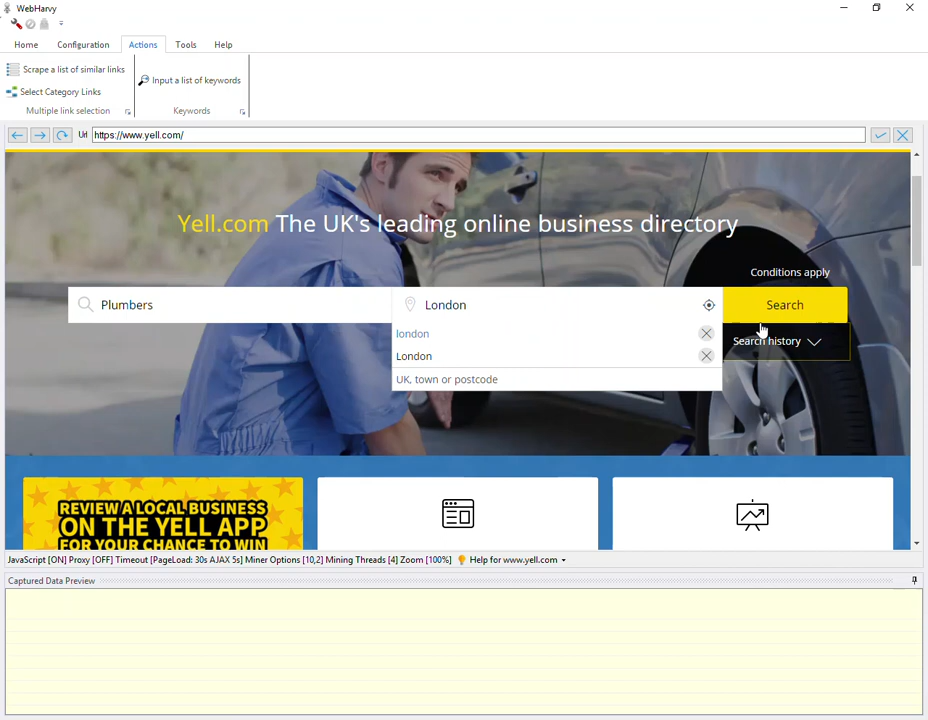 WebHarvy
Home Configuration Actions Tools Help
Scrape a list of similar links
Input a list of keywords
Select Category Links
Multiple link selection
Keywords
Url https://www.yell.com/
Yell.com The UK's leading online business directory
Conditions apply
Plumbers
London
Search
london
Search history
London
UK, town or postcode
REVIEW A LOCAL BUSINESS
ON THE YELL APP
FOR YOUR CHANCE TO WIN
JavaScript [ON] Proxy [OFF] Timeout [PageLoad: 30s AJAX 5s] Miner Options [10,2] Mining Threads [4] Zoom [100%] Help for www.yell.com
Captured Data Preview